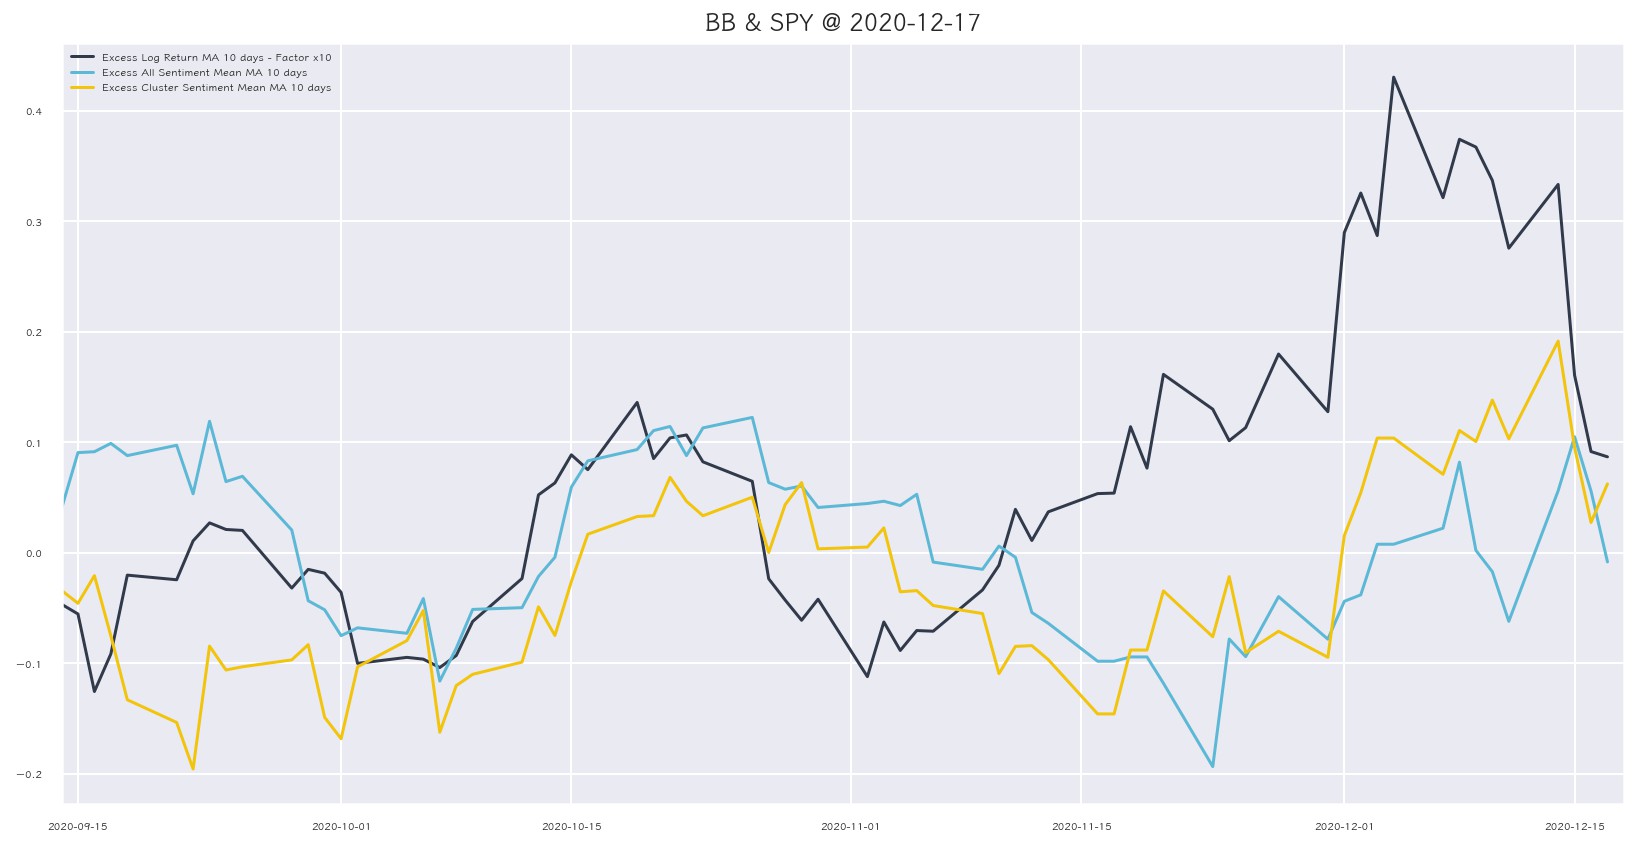 BB & SPY @ 2020-12-17
Excess Log Return MA 10 days - Factor x10
Excess All Sentiment Mean MA 10 days
Excess Cluster Sentiment Mean MA 10 days
0.4
0.3
0.2
0.1
0.0
−0.1
−0.2
2020-09-15 2020-10-01 2020-10-15 2020-11-01 2020-11-15 2020-12-01 2020-12-15